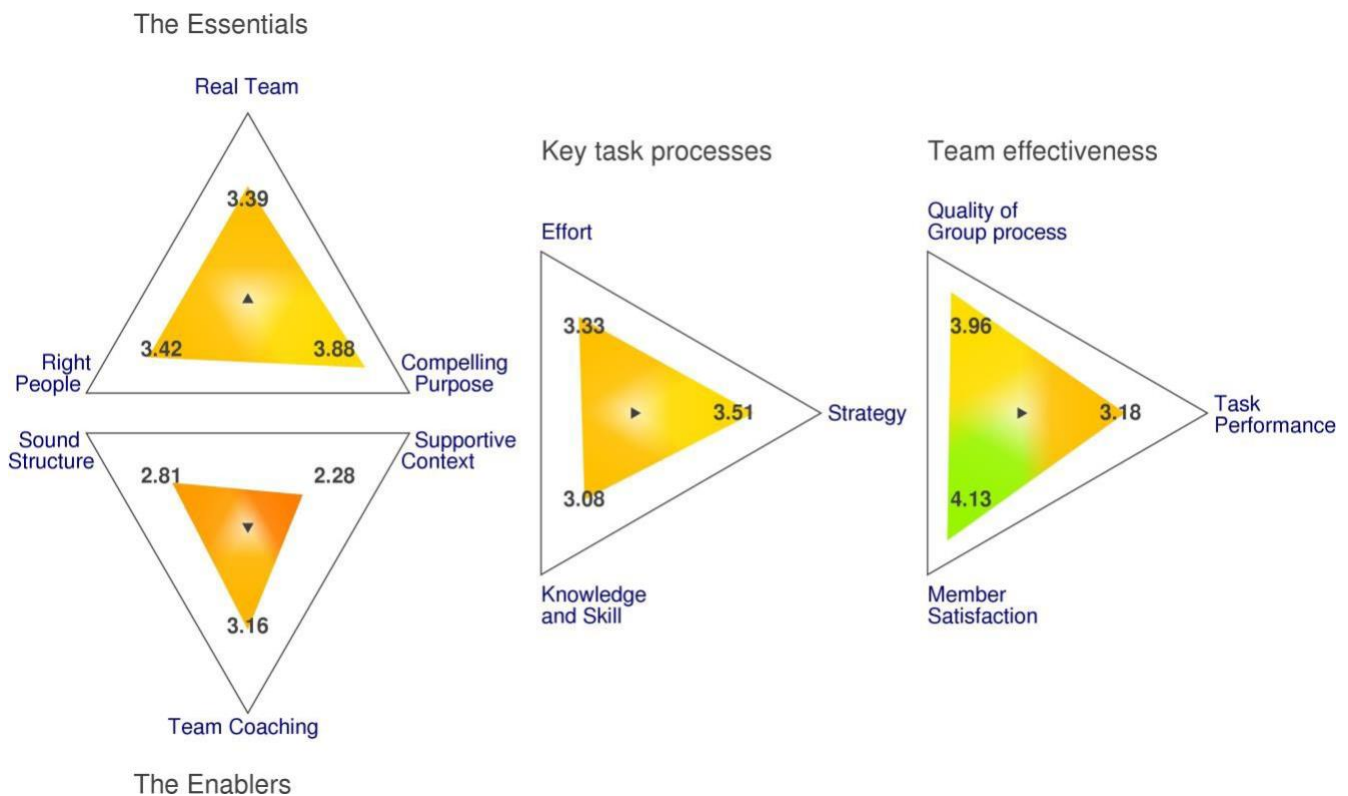 The Essentials
Real Team
3.39
3.42
3.88
Right
People
Compelling
Purpose
Sound
Structure
Supportive
Context
2.81
2.28
3.16
Team Coaching
The Enablers
Key task processes
Effort
3.33
3.51
Strategy
3.08
Knowledge
and Skill
Team effectiveness
Quality of
Group process
3.96
3.18
Task
Performance
4.13
Member
Satisfaction